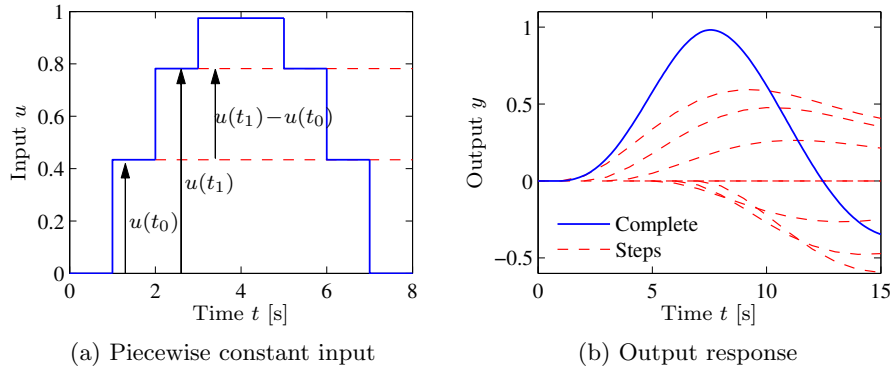 1
0.8
0.6
0.4
0.2
0
0 2 4 6 8
Input u
Time t [s]
u(t₀)
u(t₁)
u(t₁)−u(t₀)
(a) Piecewise constant input
1
0.5
0
−0.5
0 5 10 15
Output y
Time t [s]
Complete
Steps
(b) Output response